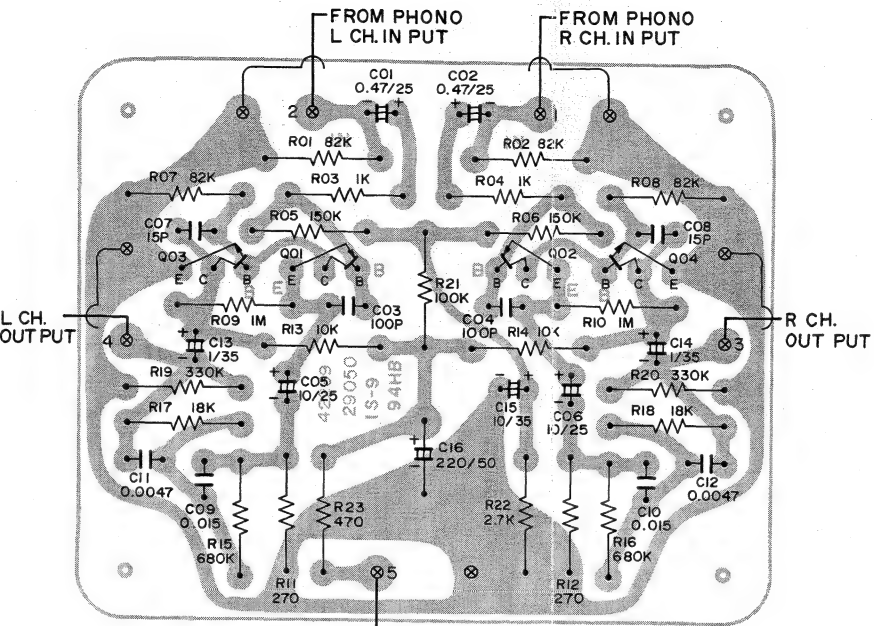 FROM PHONO
L CH. IN PUT
FROM PHONO
R CH. IN PUT
C01
0.47/25
C02
0.47/25
2
1
R01 82K
R02 82K
R07 82K
R03 1K
R04 1K
R08 82K
R05 150K
R06 150K
C07
15P
C08
15P
Q03
Q01
Q02
Q04
E C B
E C B
B
B C E
B C E
B
E
E
E
R21
100K
R09 1M
C03
100P
C04
100P
R10 1M
L CH.
OUT PUT
4
R CH.
OUT PUT
3
R13 10K
R14 10K
C13
1/35
C14
1/35
R19 330K
R20 330K
C05
10/25
29050
IS-9
94HB
C15
10/35
C06
10/25
R17 18K
R18 18K
C16
220/50
C11
0.0047
C12
0.0047
C09
0.015
C10
0.015
R15
680K
R11
270
R23
470
R22
2.7K
R12
270
R16
680K
5